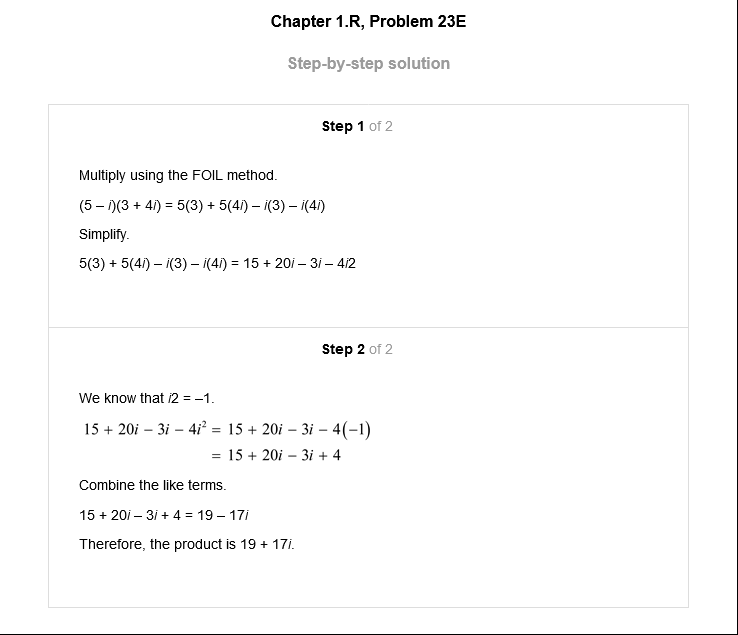 Chapter 1.R, Problem 23E
Step-by-step solution
Step 1 of 2
Multiply using the FOIL method.
(5 – i)(3 + 4i) = 5(3) + 5(4i) – i(3) – i(4i)
Simplify.
5(3) + 5(4i) – i(3) – i(4i) = 15 + 20i – 3i – 4i2
Step 2 of 2
We know that i2 = –1.
15 + 20i − 3i − 4i² = 15 + 20i − 3i − 4(−1)
= 15 + 20i − 3i + 4
Combine the like terms.
15 + 20i – 3i + 4 = 19 – 17i
Therefore, the product is 19 + 17i.